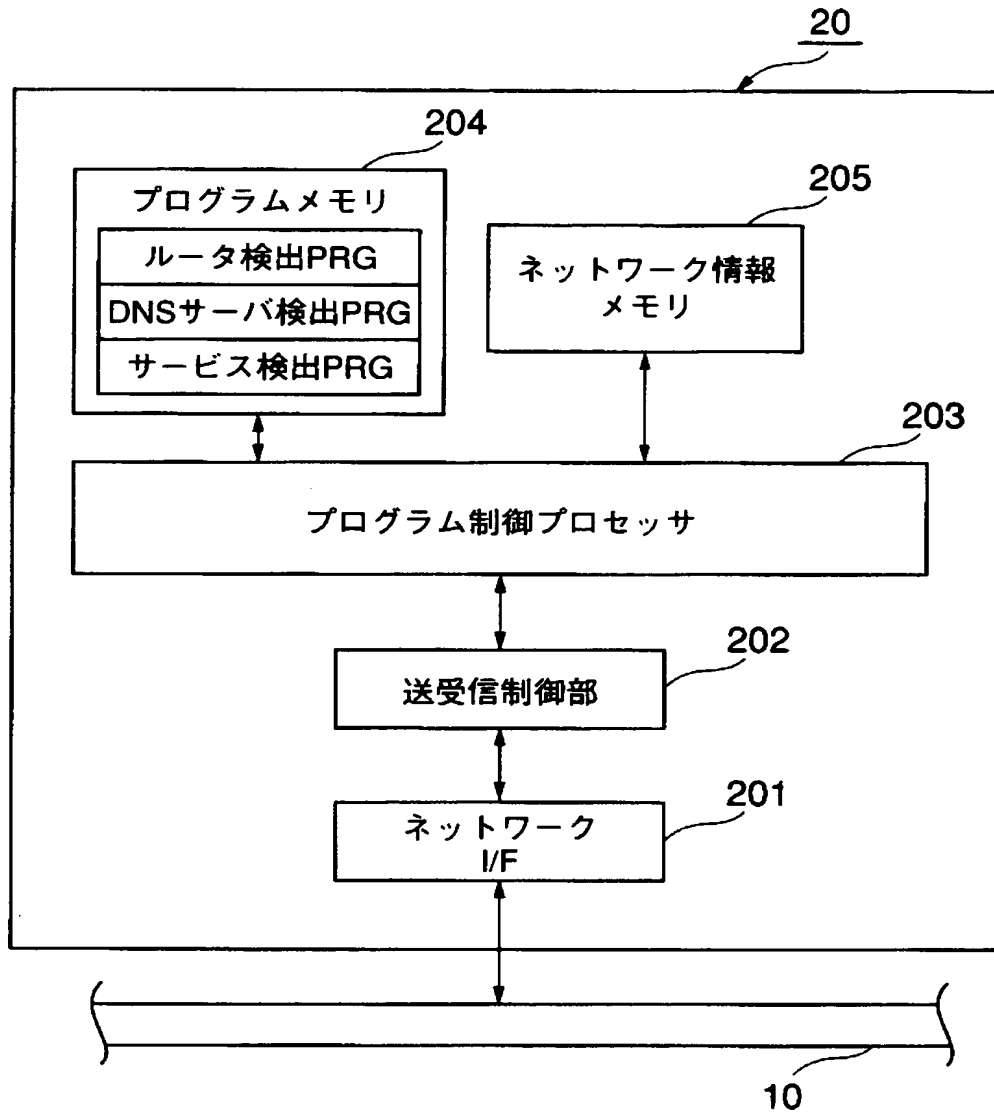 20
204
プログラムメモリ
ルータ検出PRG
DNSサーバ検出PRG
サービス検出PRG
205
ネットワーク情報
メモリ
203
プログラム制御プロセッサ
202
送受信制御部
201
ネットワーク
I/F
10